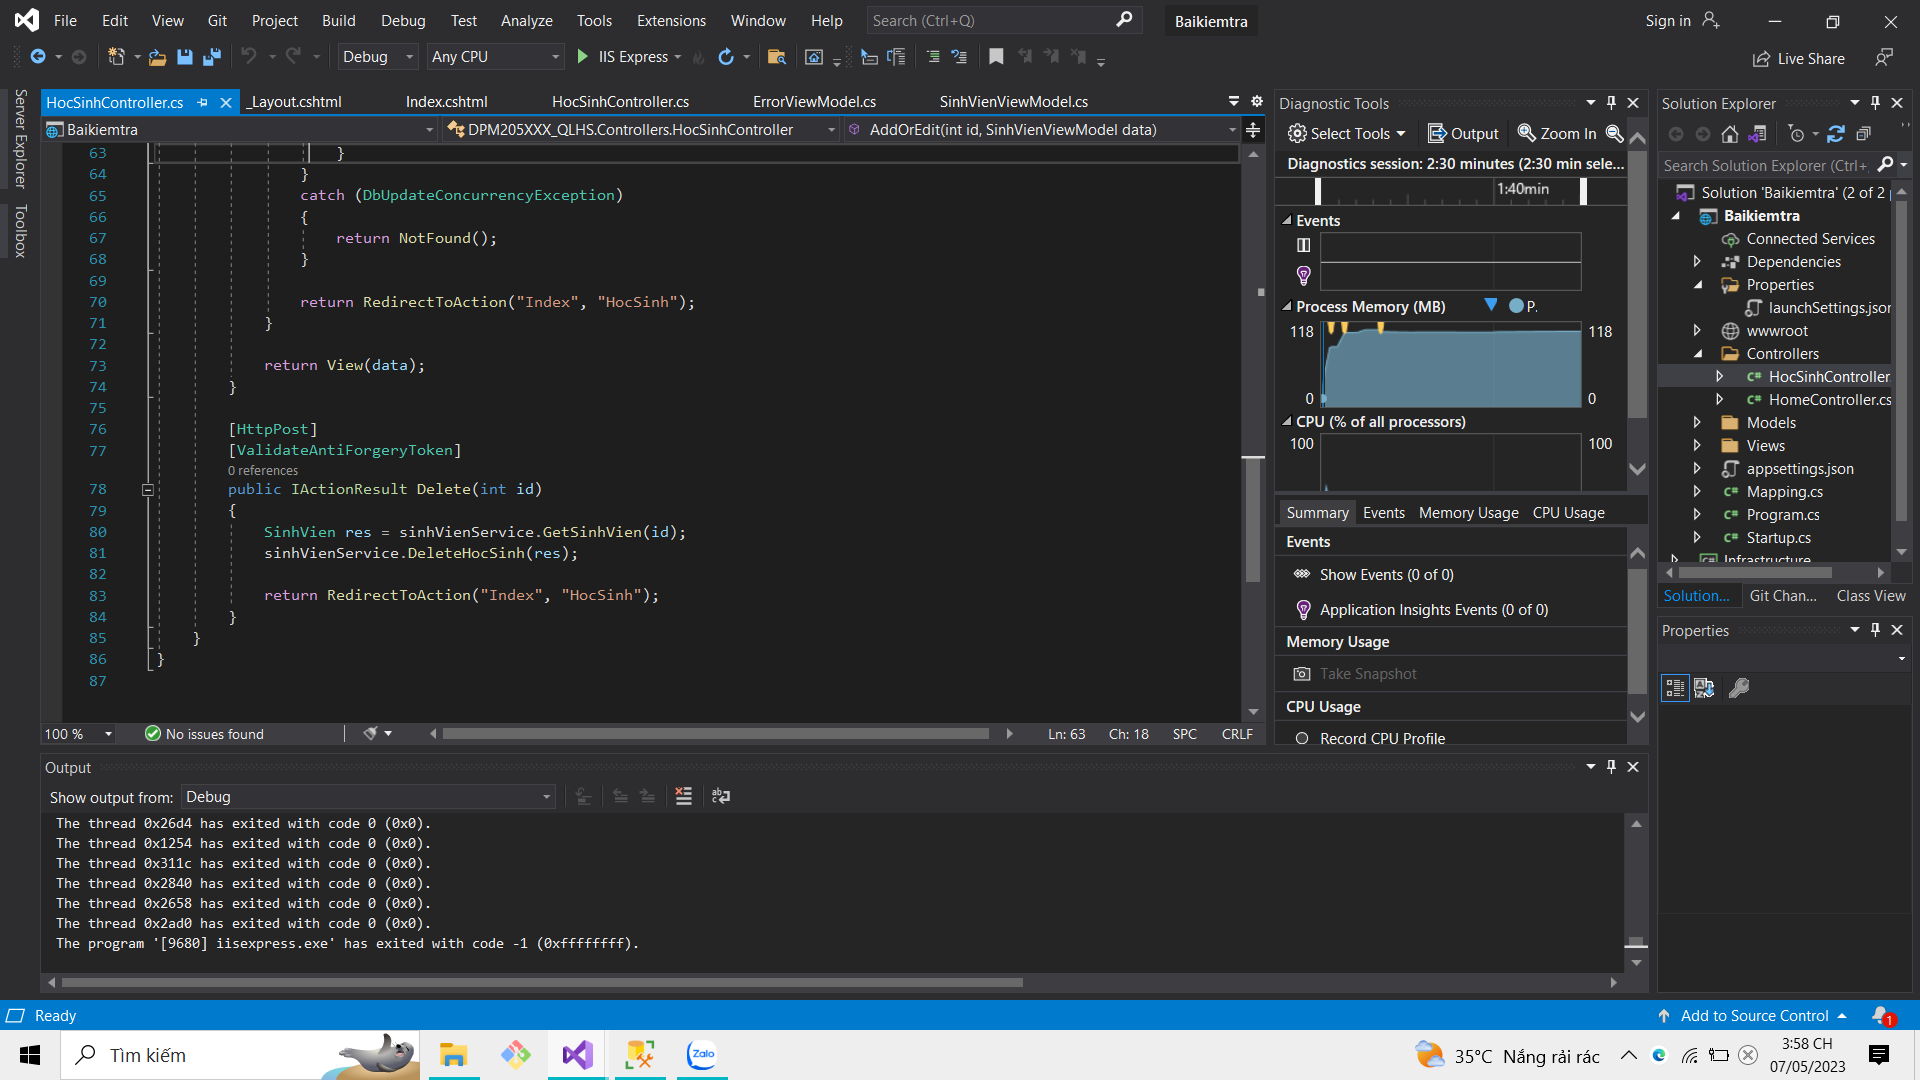 File Edit View Git Project Build Debug Test Analyze Tools Extensions Window Help Search (Ctrl+Q) Baikiemtra Sign in
Debug Any CPU IIS Express Live Share
Server Explorer
Toolbox
HocSinhController.cs _Layout.cshtml Index.cshtml HocSinhController.cs ErrorViewModel.cs SinhVienViewModel.cs
Baikiemtra DPM205XXX_QLHS.Controllers.HocSinhController AddOrEdit(int id, SinhVienViewModel data)
63 }
64 }
65 catch (DbUpdateConcurrencyException)
66 {
67 return NotFound();
68 }
69
70 return RedirectToAction("Index", "HocSinh");
71 }
72
73 return View(data);
74 }
75
76 [HttpPost]
77 [ValidateAntiForgeryToken]
0 references
78 public IActionResult Delete(int id)
79 {
80 SinhVien res = sinhVienService.GetSinhVien(id);
81 sinhVienService.DeleteHocSinh(res);
82
83 return RedirectToAction("Index", "HocSinh");
84 }
85 }
86 }
87
100 % No issues found Ln: 63 Ch: 18 SPC CRLF
Diagnostic Tools
Select Tools Output Zoom In
Diagnostics session: 2:30 minutes (2:30 min sele...
1:40min
Events
Process Memory (MB) P.
118 118
0 0
CPU (% of all processors)
100 100
Summary Events Memory Usage CPU Usage
Events
Show Events (0 of 0)
Application Insights Events (0 of 0)
Memory Usage
Take Snapshot
CPU Usage
Record CPU Profile
Solution Explorer
Search Solution Explorer (Ctrl+
Solution 'Baikiemtra' (2 of 2
Baikiemtra
Connected Services
Dependencies
Properties
launchSettings.json
wwwroot
Controllers
HocSinhController.
HomeController.cs
Models
Views
appsettings.json
Mapping.cs
Program.cs
Startup.cs
Infrastructure
Solution... Git Chan... Class View
Properties
Output
Show output from: Debug
The thread 0x26d4 has exited with code 0 (0x0).
The thread 0x1254 has exited with code 0 (0x0).
The thread 0x311c has exited with code 0 (0x0).
The thread 0x2840 has exited with code 0 (0x0).
The thread 0x2658 has exited with code 0 (0x0).
The thread 0x2ad0 has exited with code 0 (0x0).
The program '[9680] iisexpress.exe' has exited with code -1 (0xffffffff).
Ready Add to Source Control 1
Tìm kiếm Zalo 35°C Nắng rải rác 3:58 CH
07/05/2023